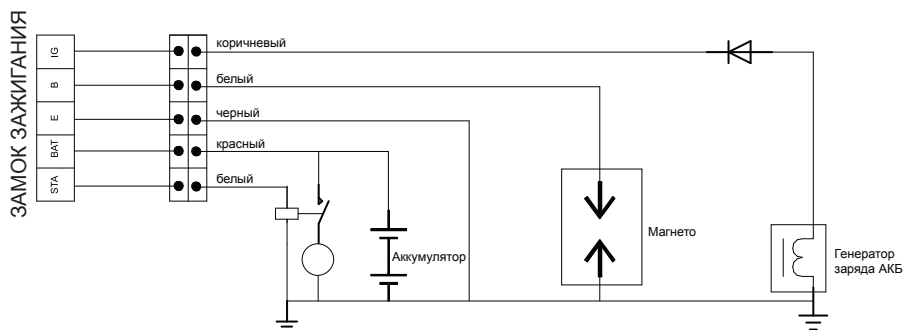 ЗАМОК ЗАЖИГАНИЯ
IG
коричневый
B
белый
E
черный
BAT
красный
STA
белый
Аккумулятор
Магнето
Генератор
заряда АКБ